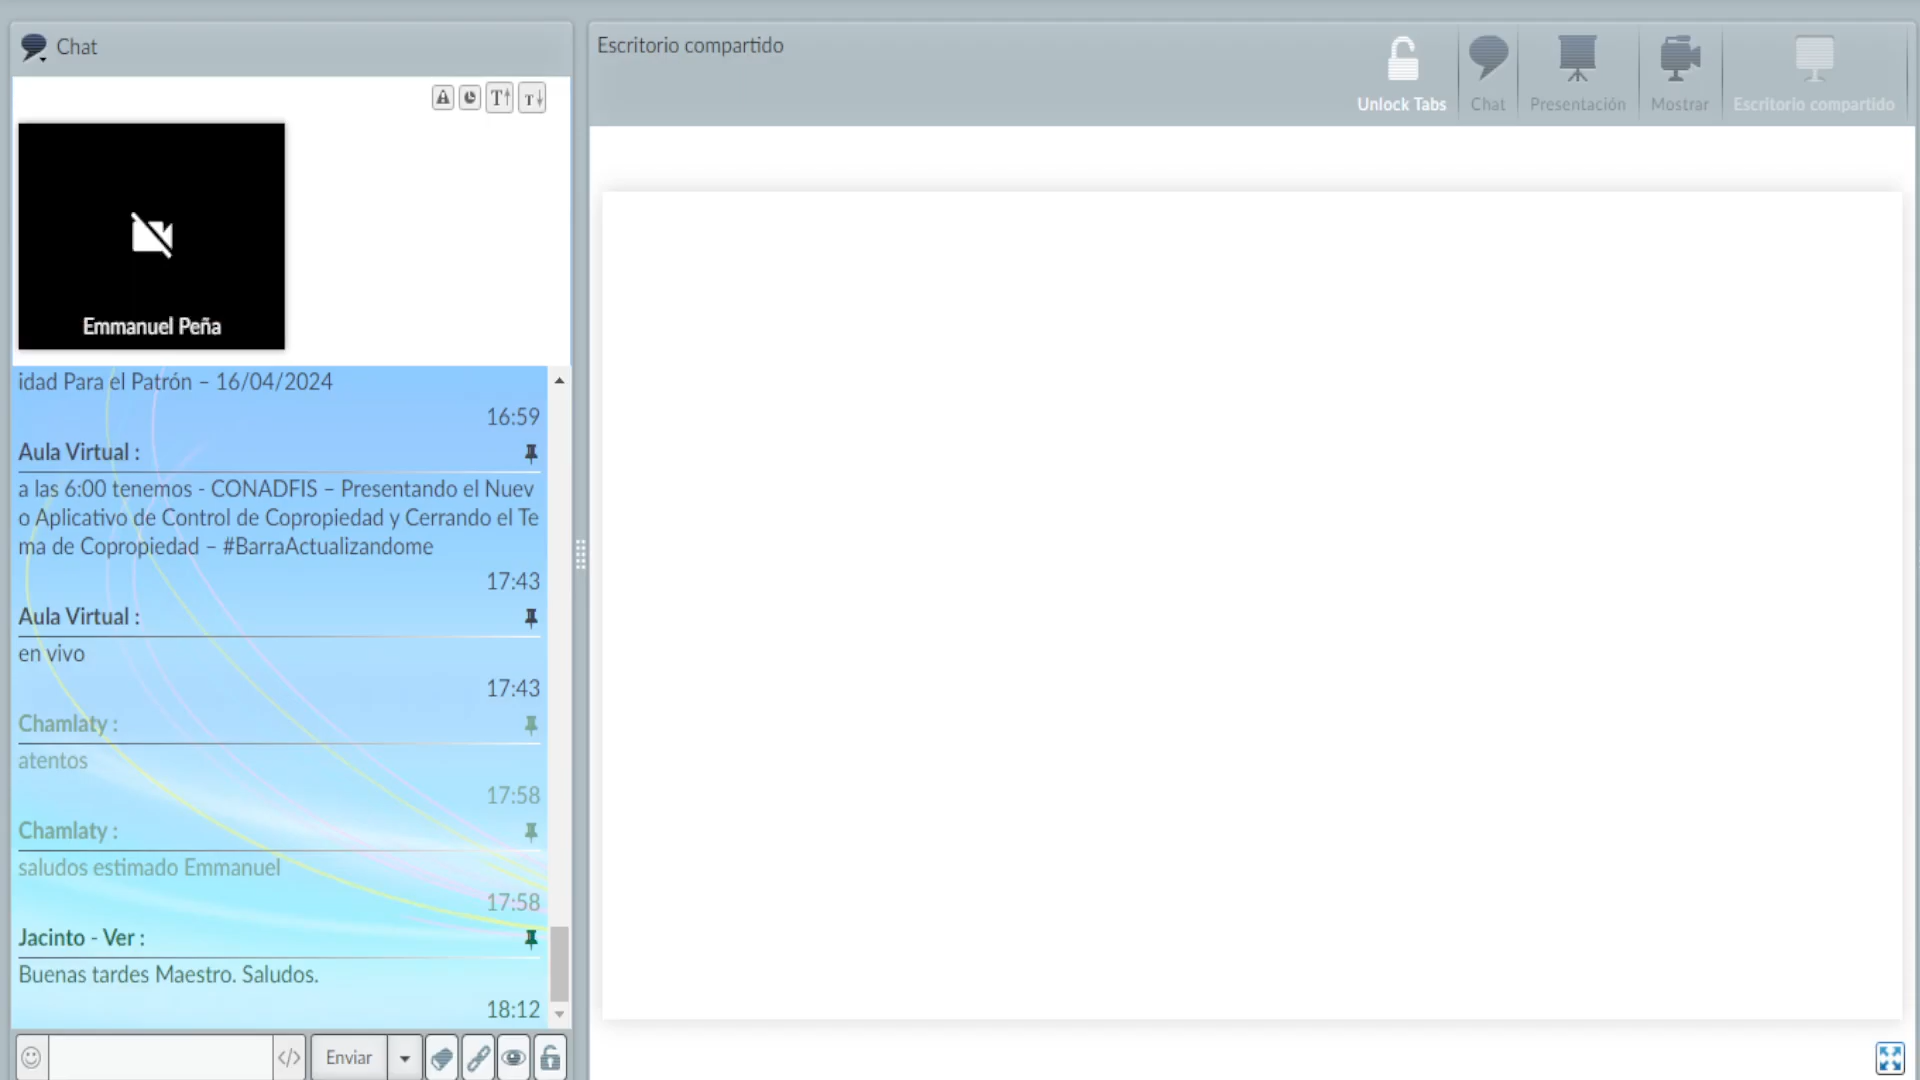 Chat
Escritorio compartido
Unlock Tabs
Chat
Presentación
Mostrar
Escritorio compartido
T
T
Emmanuel Peña
idad Para el Patrón – 16/04/2024
16:59
Aula Virtual :
a las 6:00 tenemos - CONADFIS – Presentando el Nuev
o Aplicativo de Control de Copropiedad y Cerrando el Te
ma de Copropiedad – #BarraActualizandome
17:43
Aula Virtual :
en vivo
17:43
Chamlaty :
atentos
17:58
Chamlaty :
saludos estimado Emmanuel
17:58
Jacinto - Ver :
Buenas tardes Maestro. Saludos.
18:12
</>
Enviar